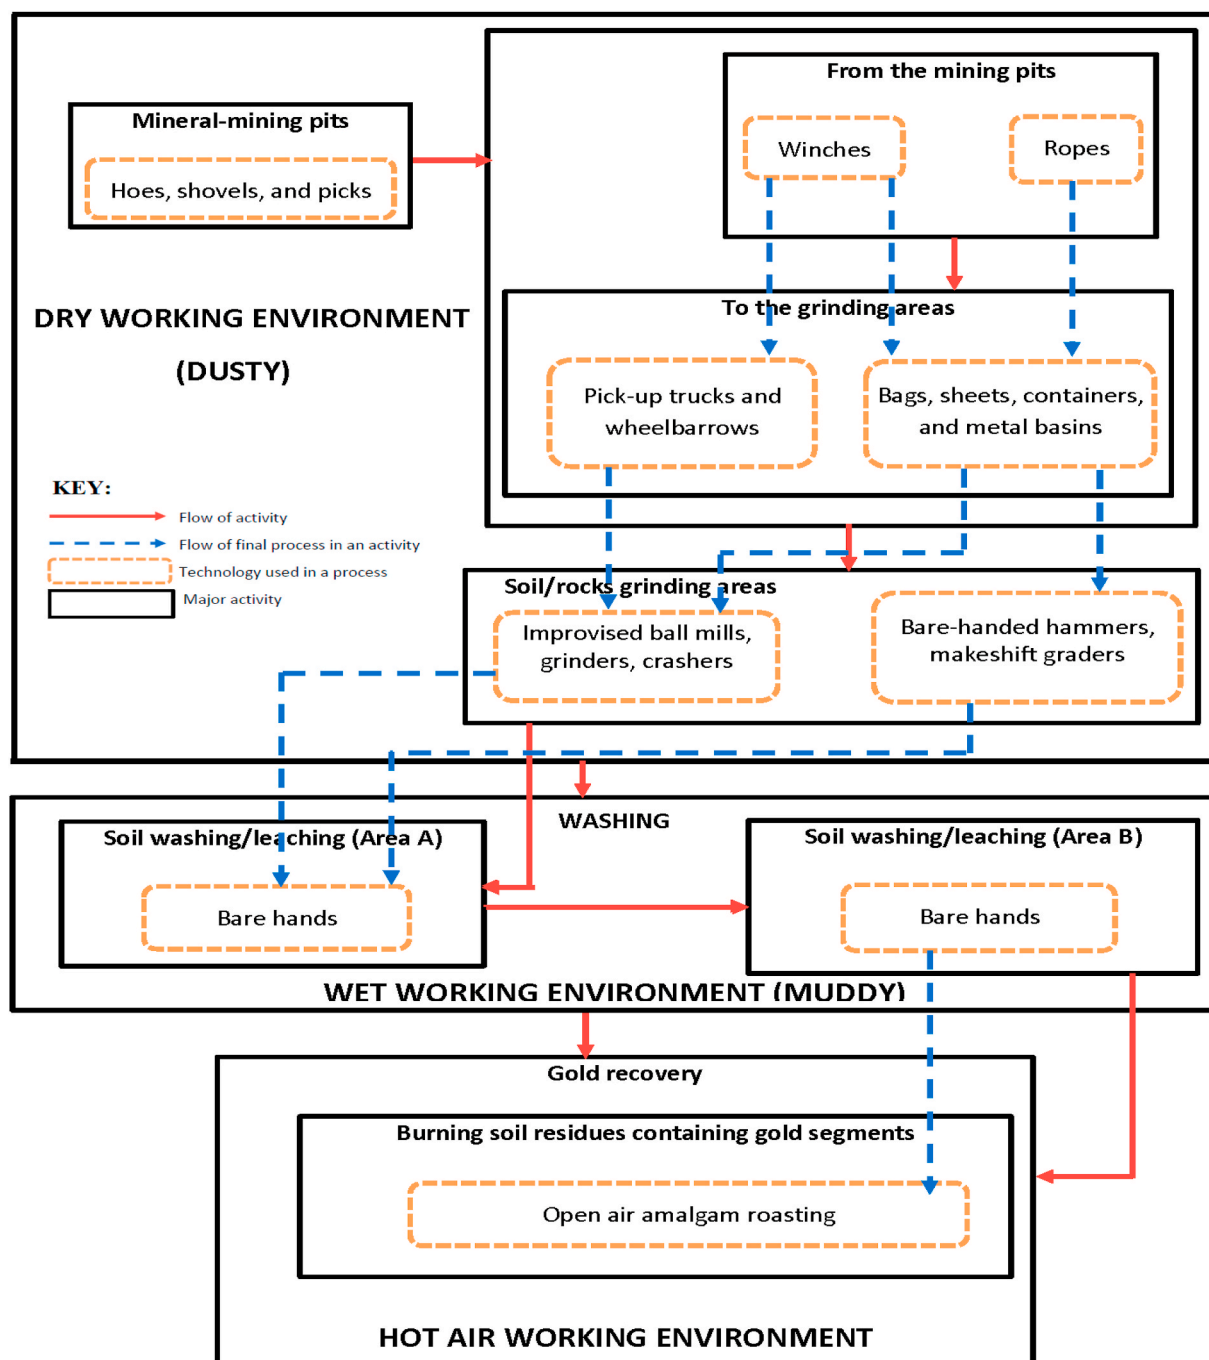 From the mining pits
Mineral-mining pits
Winches
Ropes
Hoes, shovels, and picks
To the grinding areas
DRY WORKING ENVIRONMENT
(DUSTY)
Pick-up trucks and
wheelbarrows
Bags, sheets, containers,
and metal basins
KEY:
Flow of activity
Flow of final process in an activity
Technology used in a process
Major activity
Soil/rocks grinding areas
Improvised ball mills,
grinders, crashers
Bare-handed hammers,
makeshift graders
WASHING
Soil washing/leaching (Area A)
Soil washing/leaching (Area B)
Bare hands
Bare hands
WET WORKING ENVIRONMENT (MUDDY)
Gold recovery
Burning soil residues containing gold segments
Open air amalgam roasting
HOT AIR WORKING ENVIRONMENT